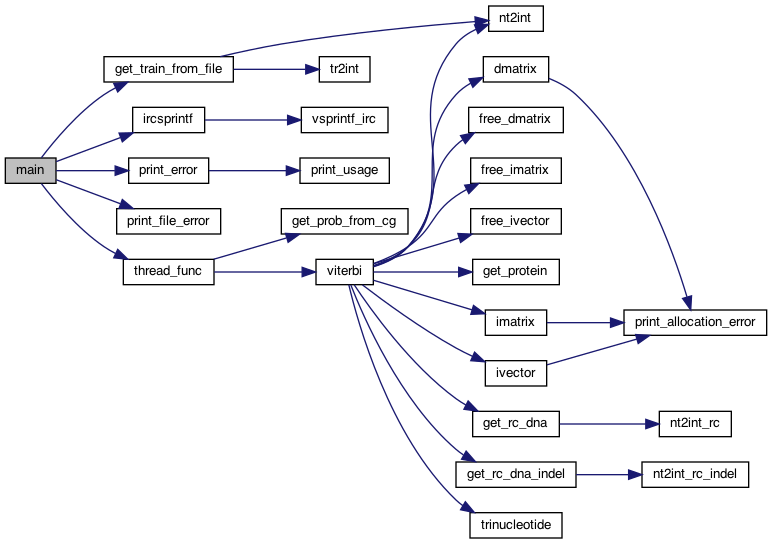 main
get_train_from_file
ircsprintf
print_error
print_file_error
thread_func
tr2int
vsprintf_irc
print_usage
get_prob_from_cg
viterbi
nt2int
dmatrix
free_dmatrix
free_imatrix
free_ivector
get_protein
imatrix
ivector
get_rc_dna
get_rc_dna_indel
trinucleotide
print_allocation_error
nt2int_rc
nt2int_rc_indel